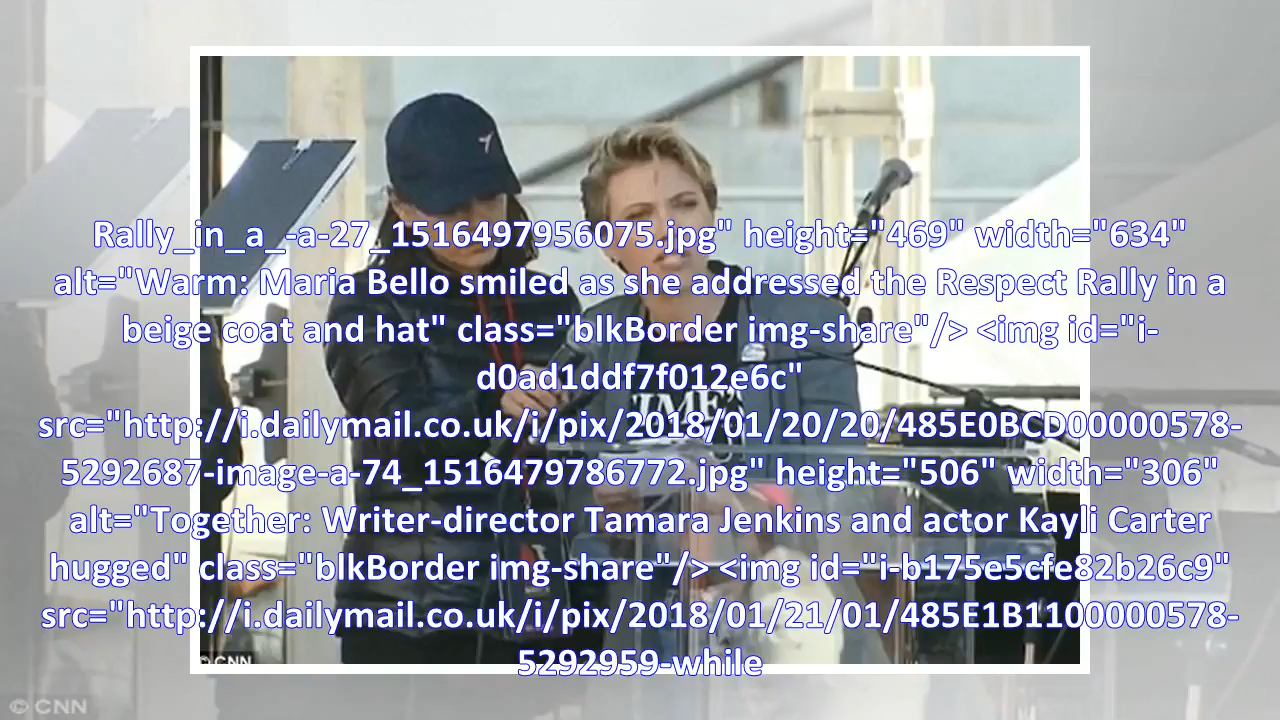 Rally_in_a_-a-27_1516497956075.jpg" height="469" width="634"
alt="Warm: Maria Bello smiled as she addressed the Respect Rally in a
beige coat and hat" class="blkBorder img-share"/> <img id="i-
d0ad1ddf7f012e6c"
src="http://i.dailymail.co.uk/i/pix/2018/01/20/20/485E0BCD00000578-
5292687-image-a-74_1516479786772.jpg" height="506" width="306"
alt="Together: Writer-director Tamara Jenkins and actor Kayli Carter
hugged" class="blkBorder img-share"/> <img id="i-b175e5cfe82b26c9"
src="http://i.dailymail.co.uk/i/pix/2018/01/21/01/485E1B1100000578-
5292959-while
© CNN
© CNN